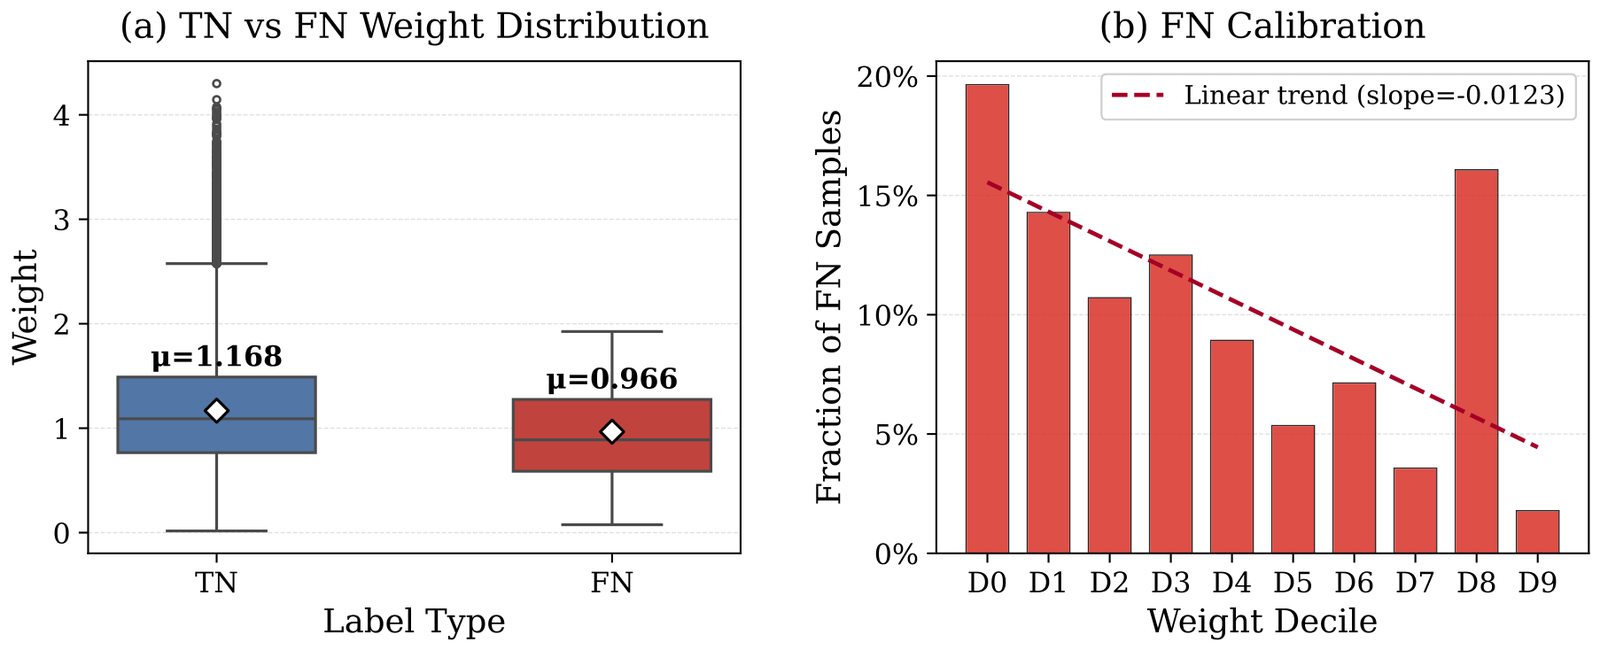 (a) TN vs FN Weight Distribution
Weight
4
3
2
1
0
μ=1.168
μ=0.966
TN
FN
Label Type
(b) FN Calibration
Fraction of FN Samples
20%
15%
10%
5%
0%
Linear trend (slope=-0.0123)
D0 D1 D2 D3 D4 D5 D6 D7 D8 D9
Weight Decile